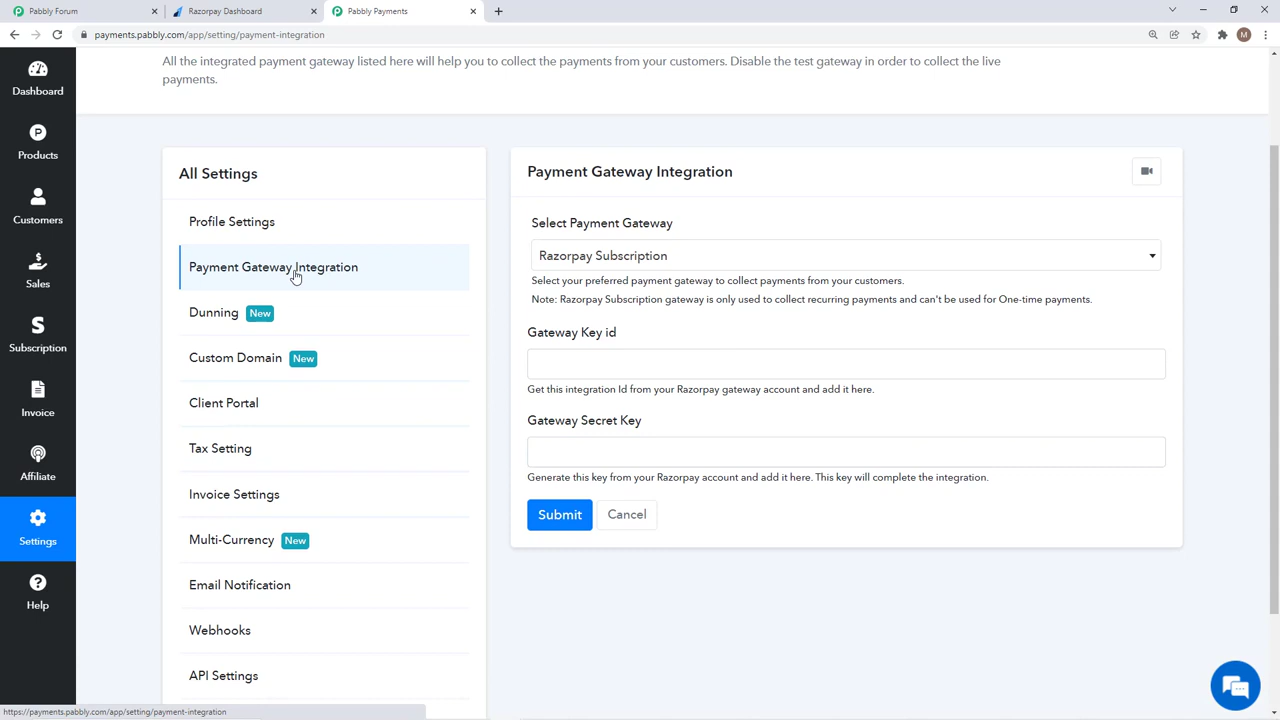 Pabbly Forum
Razorpay Dashboard
Pabbly Payments
payments.pabbly.com/app/setting/payment-integration
M
All the integrated payment gateway listed here will help you to collect the payments from your customers. Disable the test gateway in order to collect the live
payments.
Dashboard
Products
Customers
Sales
Subscription
Invoice
Affiliate
Settings
Help
All Settings
Profile Settings
Payment Gateway Integration
Dunning New
Custom Domain New
Client Portal
Tax Setting
Invoice Settings
Multi-Currency New
Email Notification
Webhooks
API Settings
Payment Gateway Integration
Select Payment Gateway
Razorpay Subscription
Select your preferred payment gateway to collect payments from your customers.
Note: Razorpay Subscription gateway is only used to collect recurring payments and can't be used for One-time payments.
Gateway Key id
Get this integration Id from your Razorpay gateway account and add it here.
Gateway Secret Key
Generate this key from your Razorpay account and add it here. This key will complete the integration.
Submit
Cancel
https://payments.pabbly.com/app/setting/payment-integration